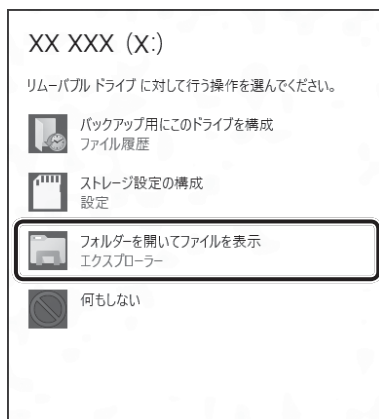 XX XXX (X:)
リムーバブル ドライブ に対して行う操作を選んでください。
バックアップ用にこのドライブを構成
ファイル履歴
ストレージ設定の構成
設定
フォルダーを開いてファイルを表示
エクスプローラー
何もしない